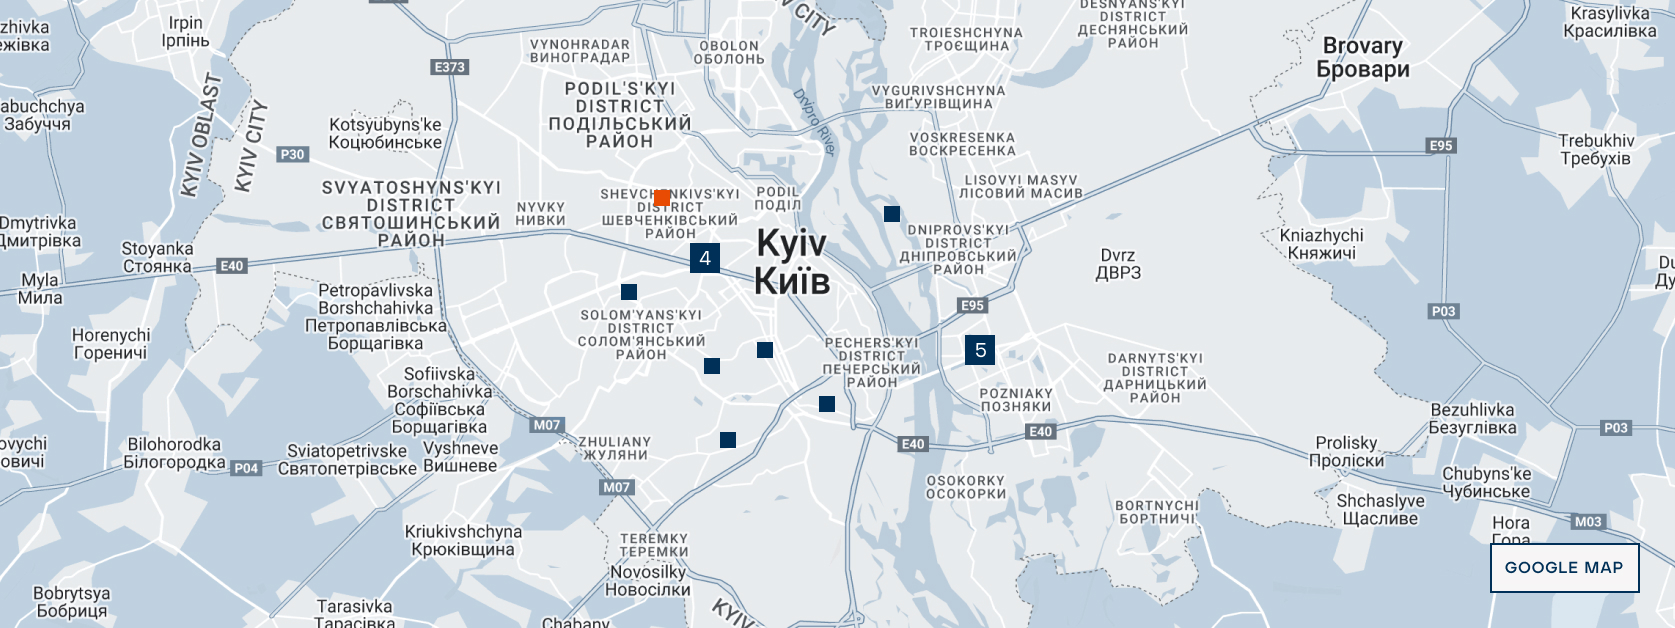 Irpin
Ірпінь
zhivka
ежівка
abuchchya
Забуччя
KYIV OBLAST
KYIV CITY
E373
P30
Kotsyubyns'ke
Коцюбинське
VYNOHRADAR
ВИНОГРАДАР
OBOLON
ОБОЛОНЬ
V CITY
PODIL'S'KYI
DISTRICT
ПОДІЛЬСЬКИЙ
РАЙОН
Dnipro River
TROIESHCHYNA
ТРОЄЩИНА
DESNYANS'KYI
DISTRICT
ДЕСНЯНСЬКИЙ
РАЙОН
VYGURIVSHCHYNA
ВИГУРІВЩИНА
VOSKRESENKA
ВОСКРЕСЕНКА
Brovary
Бровари
Krasylivka
Красилівка
E95
Trebukhiv
Требухів
SVYATOSHYNS'KYI
DISTRICT
СВЯТОШИНСЬКИЙ
РАЙОН
NYVKY
НИВКИ
SHEVCHENKIVS'KYI
DISTRICT
ШЕВЧЕНКІВСЬКИЙ
РАЙОН
PODIL
ПОДІЛ
LISOVYI MASYV
ЛІСОВИЙ МАСИВ
Dmytrivka
Дмитрівка
Stoyanka
Стоянка
E40
Myla
Мила
4
Kyiv
Київ
DNIPROVS'KYI
DISTRICT
ДНІПРОВСЬКИЙ
РАЙОН
Dvrz
ДВРЗ
Kniazhychi
Княжичі
Petropavlivska
Borshchahivka
Петропавлівська
Борщагівка
Horenychi
Гореничі
SOLOM'YANS'KYI
DISTRICT
СОЛОМ'ЯНСЬКИЙ
РАЙОН
E95
P03
5
PECHERS'KYI
DISTRICT
ПЕЧЕРСЬКИЙ
РАЙОН
DARNYTS'KYI
DISTRICT
ДАРНИЦЬКИЙ
РАЙОН
Sofiivska
Borschahivka
Софіївська
Борщагівка
POZNIAKY
ПОЗНЯКИ
Bezuhlivka
Безуглівка
P03
M07
E40
E40
ovychi
овичі
Bilohorodka
Білогородка
P04
Sviatopetrivske
Святопетрівське
Vyshneve
Вишневе
ZHULIANY
ЖУЛЯНИ
M07
Prolisky
Проліски
Chubyns'ke
Чубинське
OSOKORKY
ОСОКОРКИ
BORTNYCHI
БОРТНИЧІ
Shchaslyve
Щасливе
Hora
Гора
M03
Kriukivshchyna
Крюківщина
TEREMKY
ТЕРЕМКИ
Novosilky
Новосілки
GOOGLE MAP
Bobrytsya
Бобриця
Tarasivka
Тарасівка
Chabany
KYIV